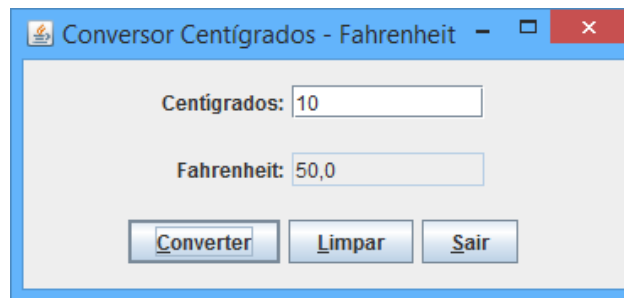 Conversor Centígrados - Fahrenheit
Centígrados: 10
Fahrenheit: 50,0
Converter Limpar Sair